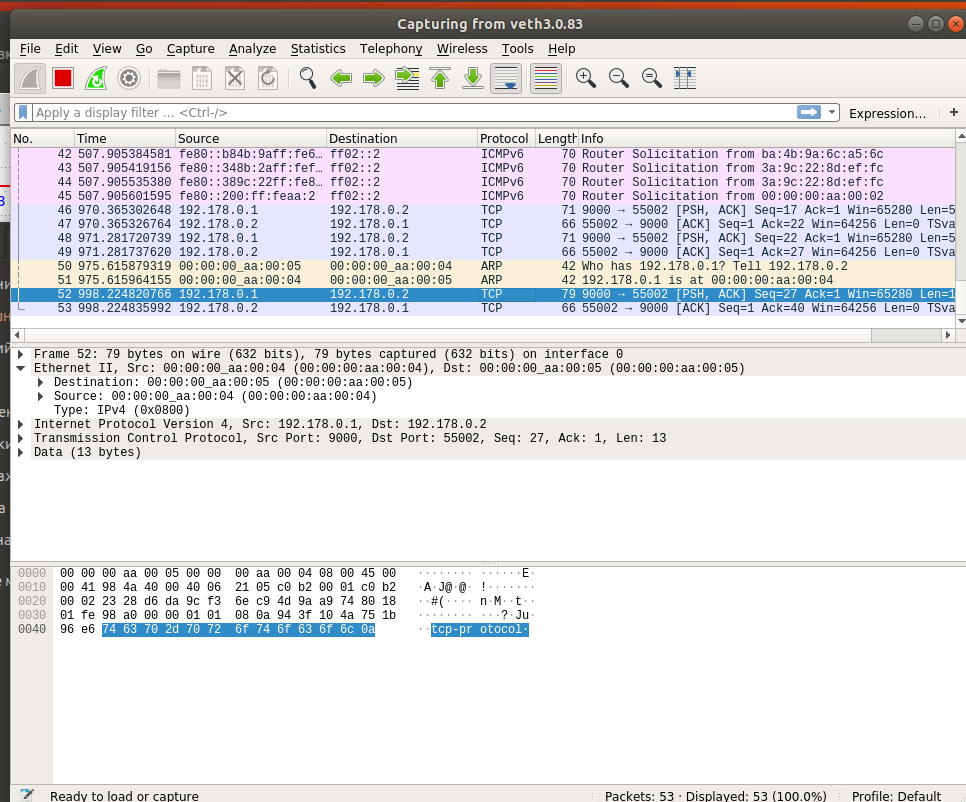 Capturing from veth3.0.83
File Edit View Go Capture Analyze Statistics Telephony Wireless Tools Help
Apply a display filter ... <Ctrl-/> Expression... +
No. Time Source Destination Protocol Length Info
42 507.905384581 fe80::b84b:9aff:fe6… ff02::2 ICMPv6 70 Router Solicitation from ba:4b:9a:6c:a5:6c
43 507.905419156 fe80::348b:2aff:fef… ff02::2 ICMPv6 70 Router Solicitation from 3a:9c:22:8d:ef:fc
44 507.905535380 fe80::389c:22ff:fe8… ff02::2 ICMPv6 70 Router Solicitation from 3a:9c:22:8d:ef:fc
45 507.905601595 fe80::200:ff:feaa:2 ff02::2 ICMPv6 70 Router Solicitation from 00:00:00:aa:00:02
46 970.365302648 192.178.0.1 192.178.0.2 TCP 71 9000 → 55002 [PSH, ACK] Seq=17 Ack=1 Win=65280 Len=5
47 970.365326764 192.178.0.2 192.178.0.1 TCP 66 55002 → 9000 [ACK] Seq=1 Ack=22 Win=64256 Len=0 TSva
48 971.281720739 192.178.0.1 192.178.0.2 TCP 71 9000 → 55002 [PSH, ACK] Seq=22 Ack=1 Win=65280 Len=5
49 971.281737620 192.178.0.2 192.178.0.1 TCP 66 55002 → 9000 [ACK] Seq=1 Ack=27 Win=64256 Len=0 TSva
50 975.615879319 00:00:00_aa:00:05 00:00:00_aa:00:04 ARP 42 Who has 192.178.0.1? Tell 192.178.0.2
51 975.615964155 00:00:00_aa:00:04 00:00:00_aa:00:05 ARP 42 192.178.0.1 is at 00:00:00:aa:00:04
52 998.224820766 192.178.0.1 192.178.0.2 TCP 79 9000 → 55002 [PSH, ACK] Seq=27 Ack=1 Win=65280 Len=1
53 998.224835992 192.178.0.2 192.178.0.1 TCP 66 55002 → 9000 [ACK] Seq=1 Ack=40 Win=64256 Len=0 TSva
Frame 52: 79 bytes on wire (632 bits), 79 bytes captured (632 bits) on interface 0
Ethernet II, Src: 00:00:00_aa:00:04 (00:00:00:aa:00:04), Dst: 00:00:00_aa:00:05 (00:00:00:aa:00:05)
Destination: 00:00:00_aa:00:05 (00:00:00:aa:00:05)
Source: 00:00:00_aa:00:04 (00:00:00:aa:00:04)
Type: IPv4 (0x0800)
Internet Protocol Version 4, Src: 192.178.0.1, Dst: 192.178.0.2
Transmission Control Protocol, Src Port: 9000, Dst Port: 55002, Seq: 27, Ack: 1, Len: 13
Data (13 bytes)
0000 00 00 00 aa 00 05 00 00 00 aa 00 04 08 00 45 00 ········ ······E·
0010 00 41 98 4a 40 00 40 06 21 05 c0 b2 00 01 c0 b2 ·A·J@·@· !·······
0020 00 02 23 28 d6 da 9c f3 6e c9 4d 9a a9 74 80 18 ··#(···· n·M··t··
0030 01 fe 98 a0 00 00 01 01 08 0a 94 3f 10 4a 75 1b ········ ···?·Ju·
0040 96 e6 74 63 70 2d 70 72 6f 74 6f 63 6f 6c 0a ··tcp-pr otocol·
Ready to load or capture Packets: 53 · Displayed: 53 (100.0%) Profile: Default